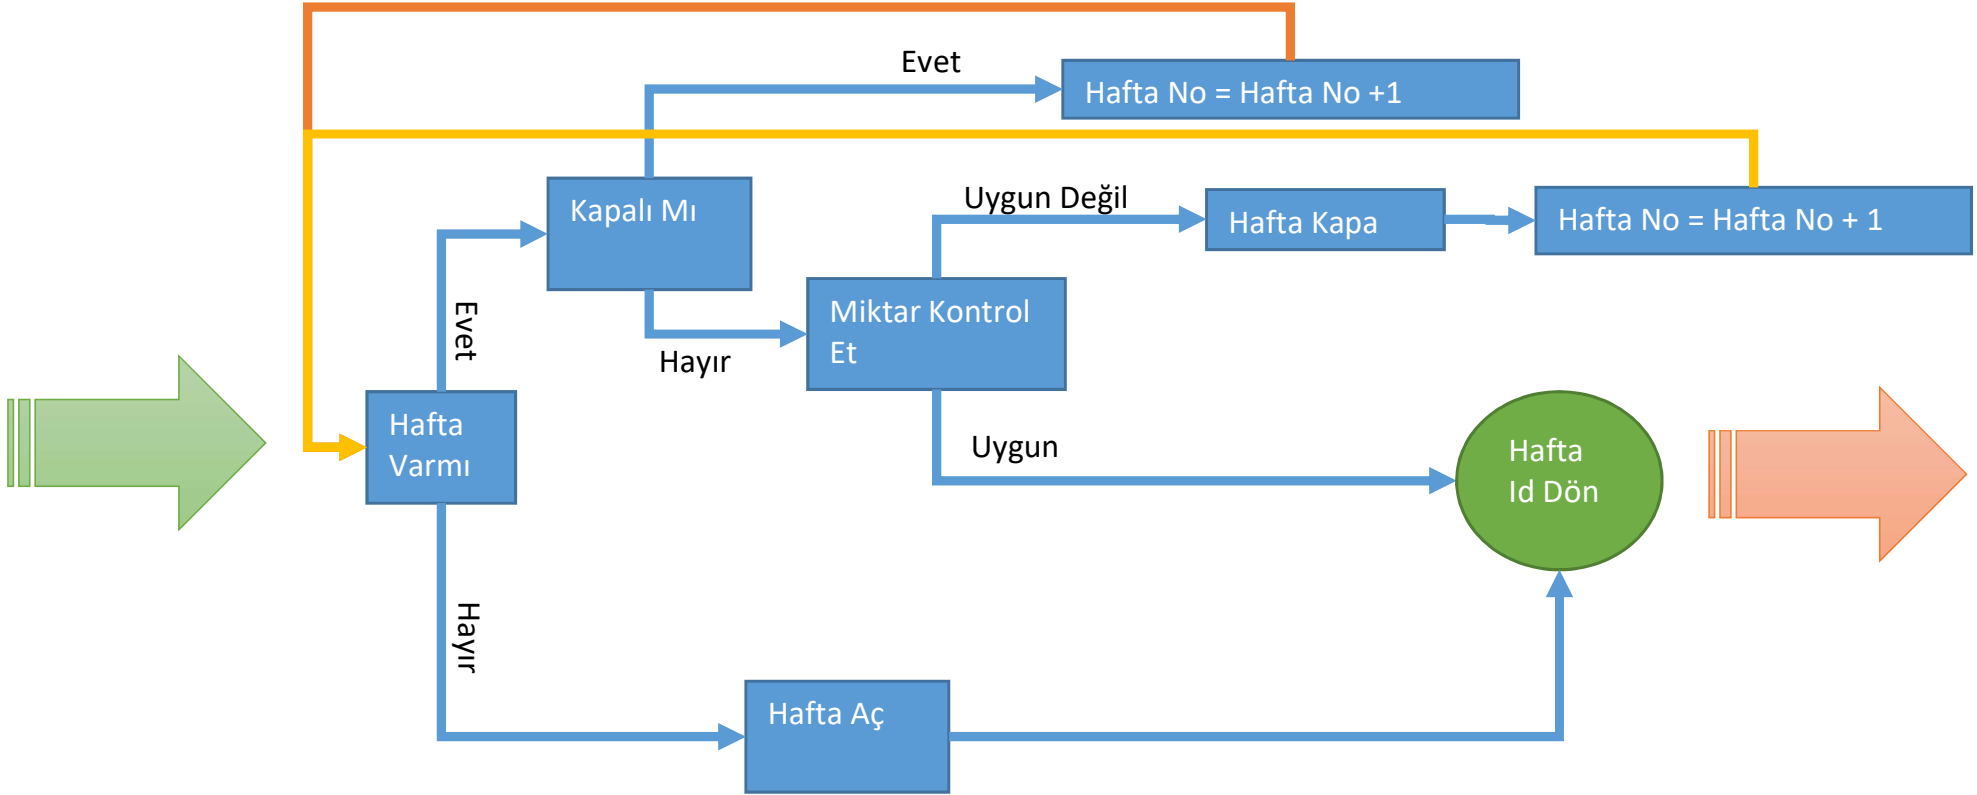 Evet
Hafta No = Hafta No +1
Kapalı Mı
Uygun Değil
Hafta Kapa
Hafta No = Hafta No + 1
Evet
Hayır
Miktar Kontrol
Et
Hafta
Varmı
Uygun
Hafta
Id Dön
Hayır
Hafta Aç